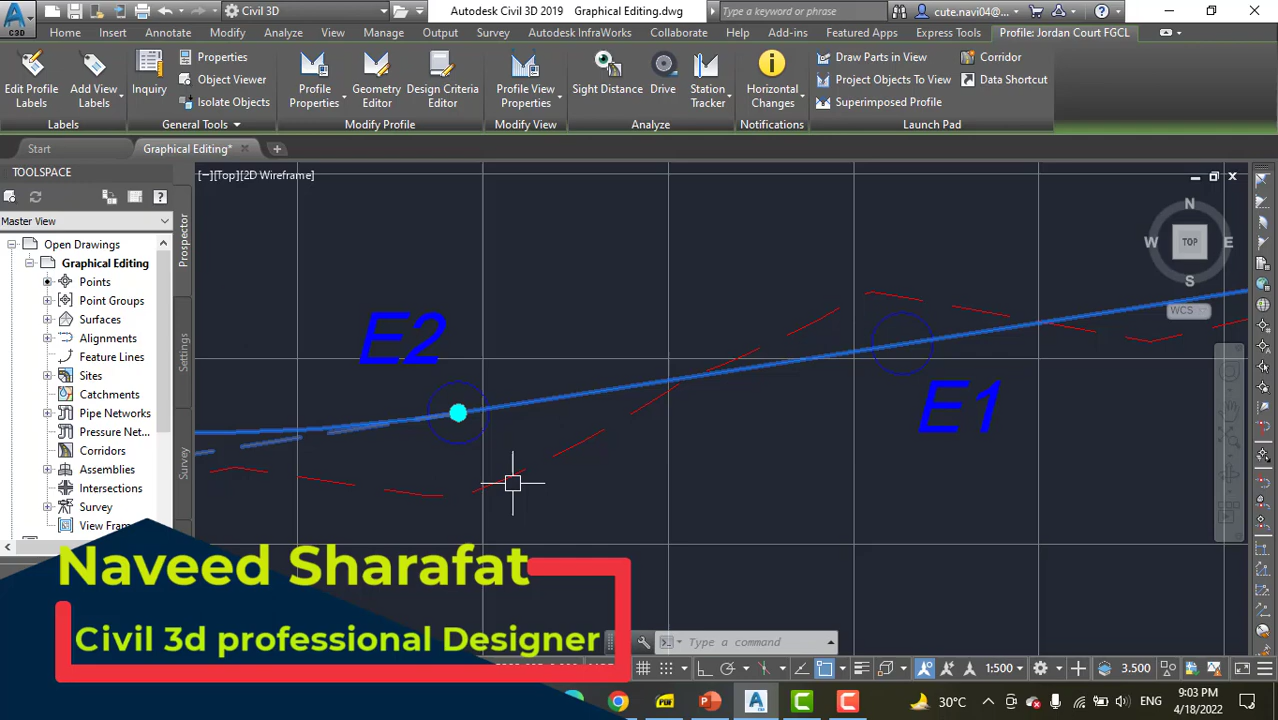 C3D
Civil 3D
Autodesk Civil 3D 2019 Graphical Editing.dwg
Type a keyword or phrase
cute.navi04@...
Home Insert Annotate Modify Analyze View Manage Output Survey Autodesk InfraWorks Collaborate Help Add-ins Featured Apps Express Tools Profile: Jordan Court FGCL
Edit Profile Labels
Add View Labels
Inquiry
Properties
Object Viewer
Isolate Objects
Profile Properties
Geometry Editor
Design Criteria Editor
Profile View Properties
Sight Distance
Drive
Station Tracker
Horizontal Changes
Draw Parts in View
Project Objects To View
Superimposed Profile
Corridor
Data Shortcut
Labels General Tools Modify Profile Modify View Analyze Notifications Launch Pad
Start Graphical Editing*
TOOLSPACE
[−][Top][2D Wireframe]
Master View
Prospector
Settings
Survey
Open Drawings
Graphical Editing
Points
Point Groups
Surfaces
Alignments
Feature Lines
Sites
Catchments
Pipe Networks
Pressure Net...
Corridors
Assemblies
Intersections
Survey
View Fram
N
W TOP E
S
WCS
E2
E1
Naveed Sharafat
Civil 3d professional Designer
Type a command
1:500
3.500
30°C
ENG
9:03 PM
4/18/2022